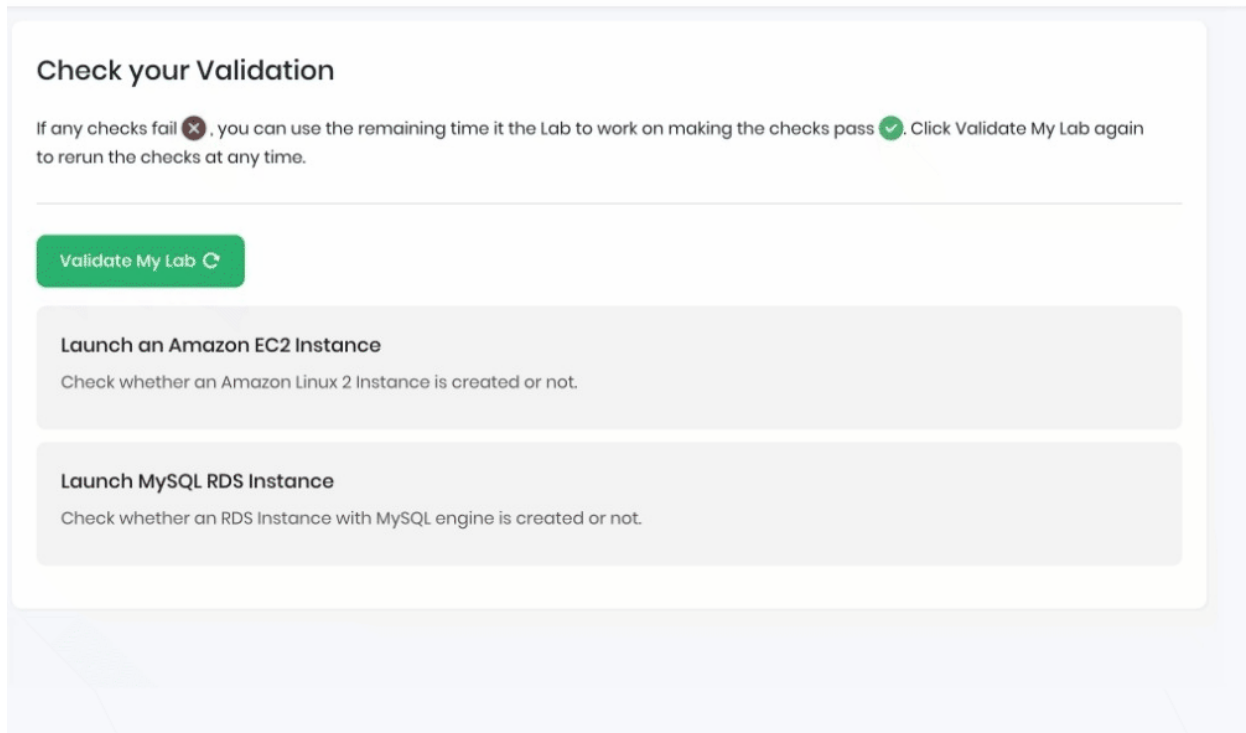 Check your Validation
If any checks fail , you can use the remaining time it the Lab to work on making the checks pass . Click Validate My Lab again
to rerun the checks at any time.
Validate My Lab
Launch an Amazon EC2 Instance
Check whether an Amazon Linux 2 Instance is created or not.
Launch MySQL RDS Instance
Check whether an RDS Instance with MySQL engine is created or not.